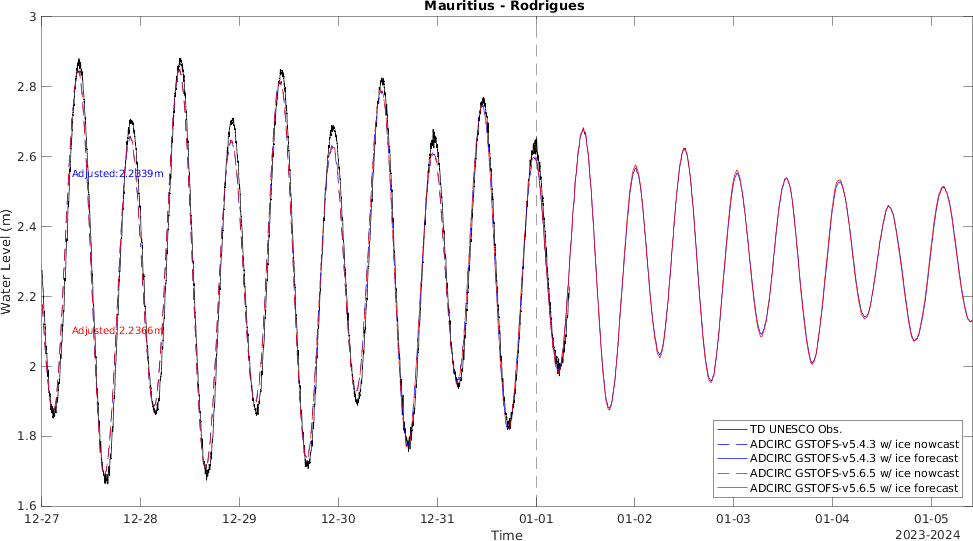 Mauritius - Rodrigues
Water Level (m)
3
2.8
2.6
2.4
2.2
2
1.8
1.6
Adjusted:2.2339m
Adjusted:2.2366m
TD UNESCO Obs.
ADCIRC GSTOFS-v5.4.3 w/ ice nowcast
ADCIRC GSTOFS-v5.4.3 w/ ice forecast
ADCIRC GSTOFS-v5.6.5 w/ ice nowcast
ADCIRC GSTOFS-v5.6.5 w/ ice forecast
12-27 12-28 12-29 12-30 12-31 01-01 01-02 01-03 01-04 01-05
Time
2023-2024